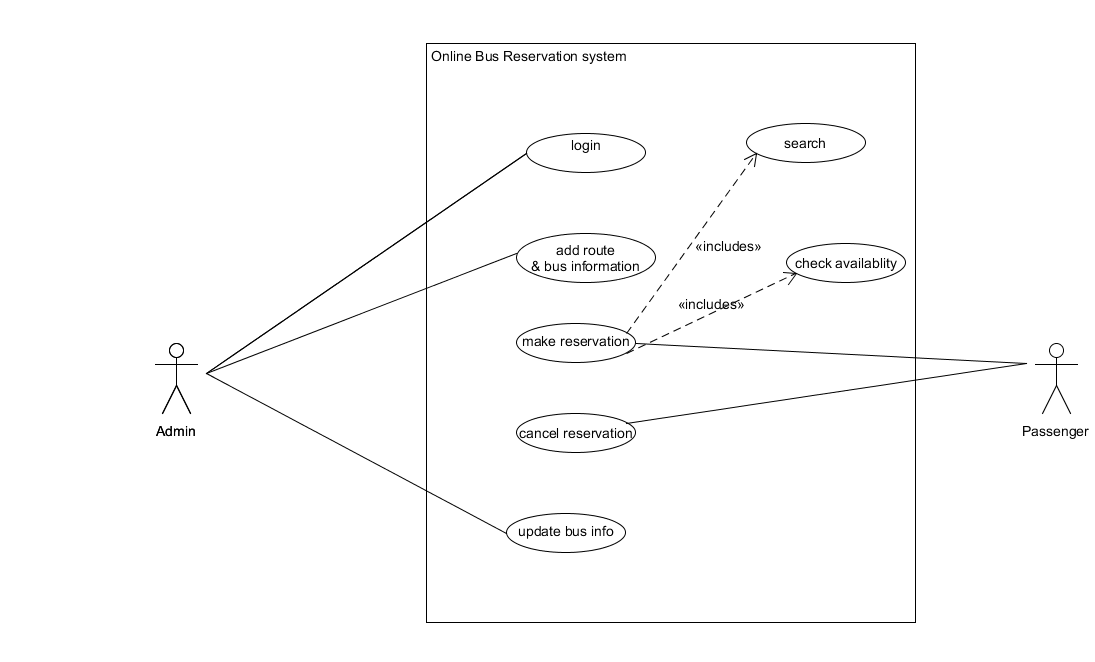 Online Bus Reservation system
login
search
add route
& bus information
«includes»
check availablity
«includes»
make reservation
Admin
Passenger
cancel reservation
update bus info